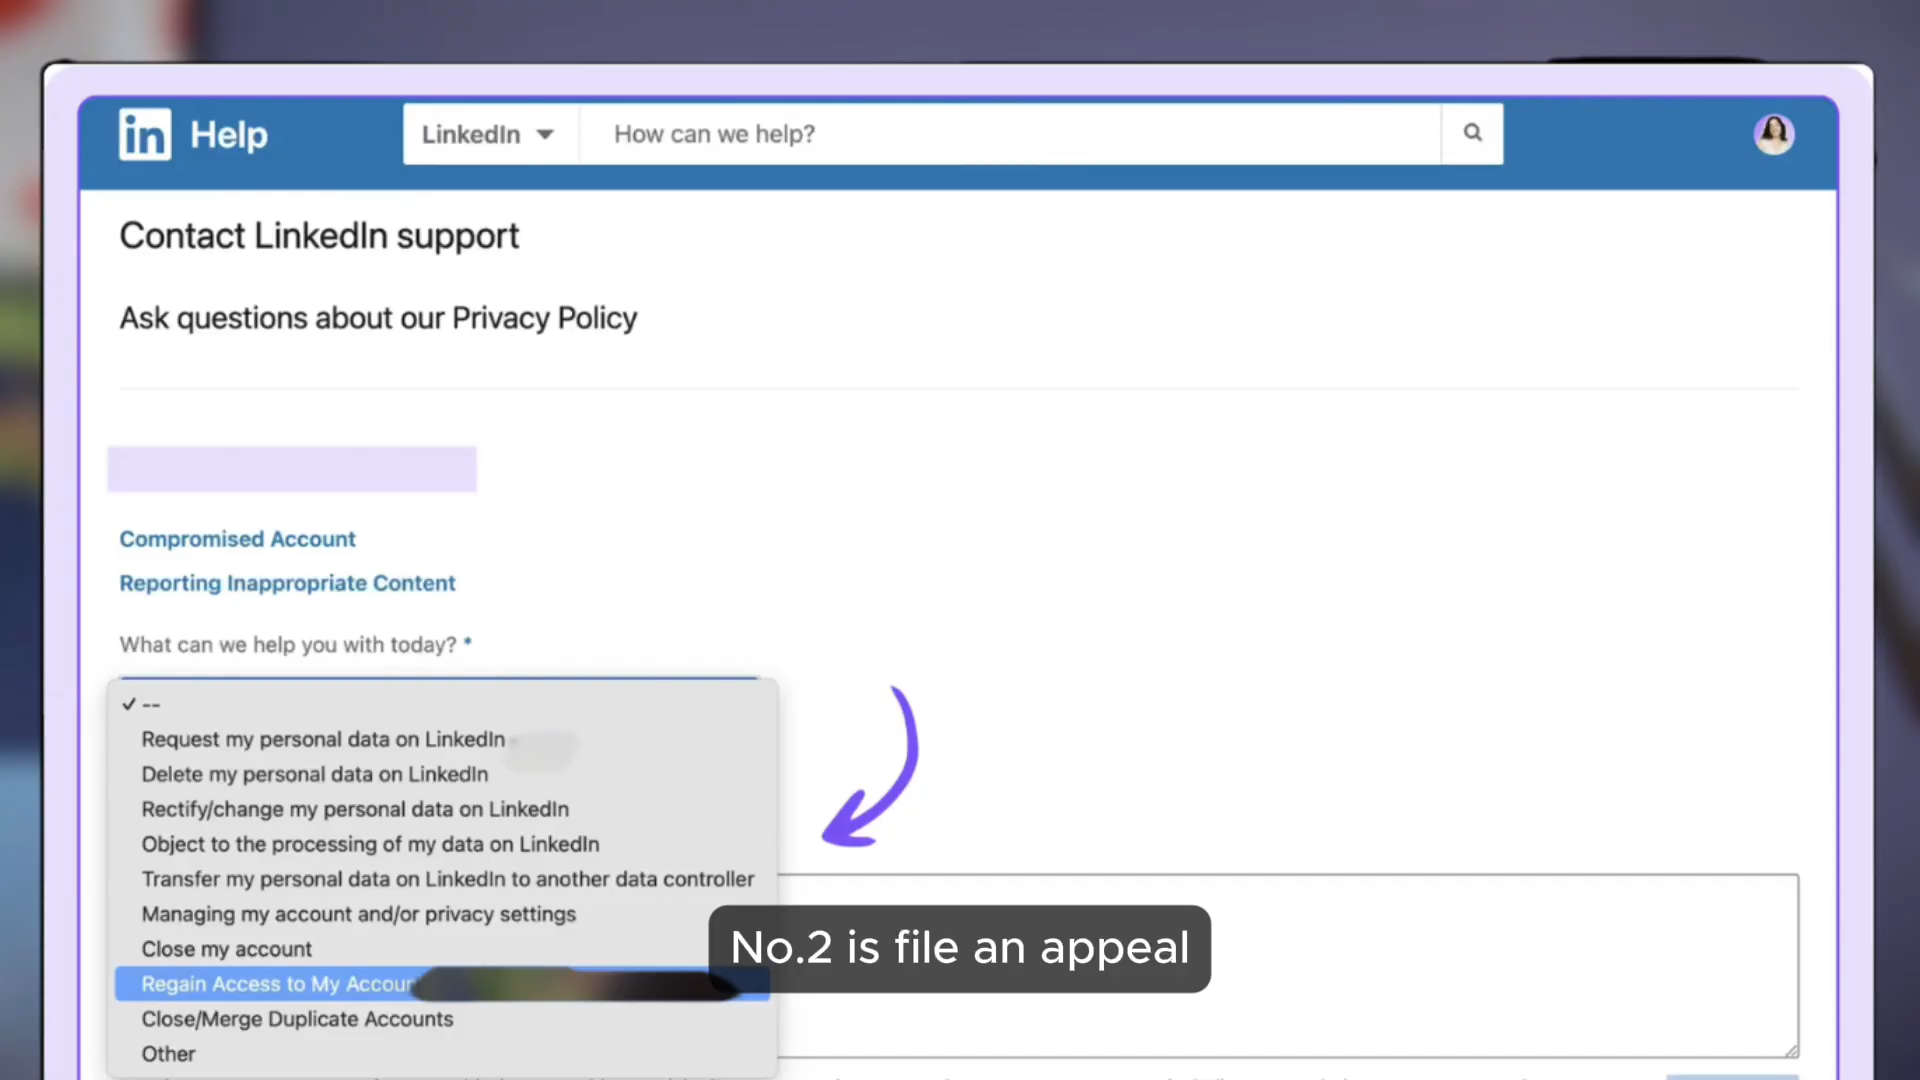 in Help
LinkedIn
How can we help?
Contact LinkedIn support
Ask questions about our Privacy Policy
Compromised Account
Reporting Inappropriate Content
What can we help you with today? *
✓ --
Request my personal data on LinkedIn
Delete my personal data on LinkedIn
Rectify/change my personal data on LinkedIn
Object to the processing of my data on LinkedIn
Transfer my personal data on LinkedIn to another data controller
Managing my account and/or privacy settings
Close my account
Regain Access to My
Close/Merge Duplicate Accounts
Other
No.2 is file an appeal